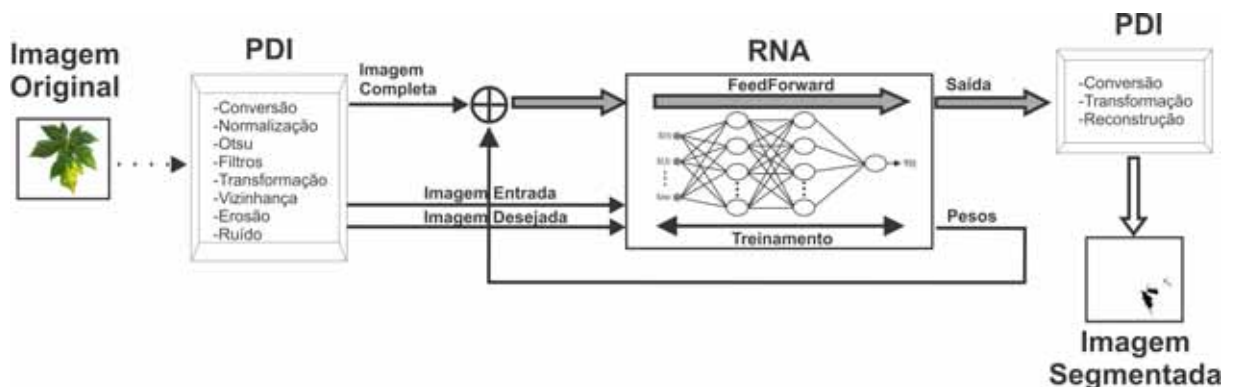 Imagem
Original
PDI
-Conversão
-Normalização
-Otsu
-Filtros
-Transformação
-Vizinhança
-Erosão
-Ruído
Imagem
Completa
Imagem Entrada
Imagem Desejada
RNA
FeedForward
Treinamento
Saída
Pesos
PDI
-Conversão
-Transformação
-Reconstrução
Imagem
Segmentada